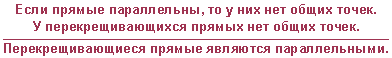 Если прямые параллельны, то у них нет общих точек.
У перекрещивающихся прямых нет общих точек.
Перекрещивающиеся прямые являются параллельными.